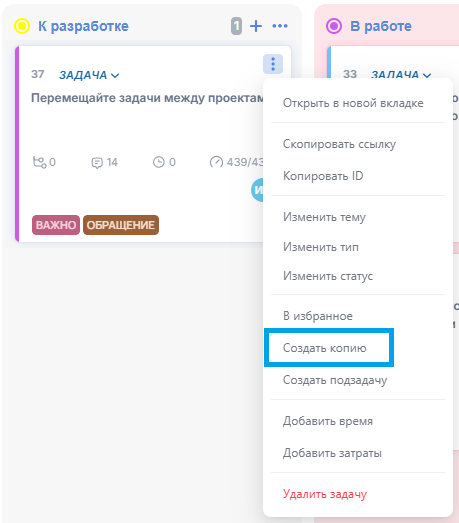 К разработке
1
В работе
37 ЗАДАЧА
33 ЗАДАЧА
Перемещайте задачи между проектам
0
14
0
439/43
ВАЖНО ОБРАЩЕНИЕ
Открыть в новой вкладке
Скопировать ссылку
Копировать ID
Изменить тему
Изменить тип
Изменить статус
В избранное
Создать копию
Создать подзадачу
Добавить время
Добавить затраты
Удалить задачу